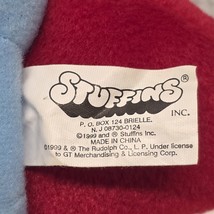 STUFFINS®
INC.
P. O. BOX 124 BRIELLE,
N. J 08730-0124
©1999 and ® Stuffins Inc.
MADE IN CHINA
©1999 & ® The Rudolph Co., L. P. Under license
to GT Merchandising & Licensing Corp.